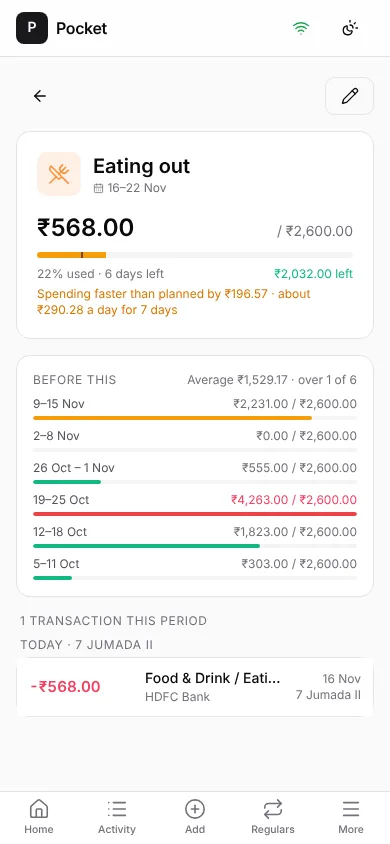 P Pocket
Eating out
16–22 Nov
₹568.00 / ₹2,600.00
22% used · 6 days left ₹2,032.00 left
Spending faster than planned by ₹196.57 · about
₹290.28 a day for 7 days
BEFORE THIS Average ₹1,529.17 · over 1 of 6
9–15 Nov ₹2,231.00 / ₹2,600.00
2–8 Nov ₹0.00 / ₹2,600.00
26 Oct – 1 Nov ₹555.00 / ₹2,600.00
19–25 Oct ₹4,263.00 / ₹2,600.00
12–18 Oct ₹1,823.00 / ₹2,600.00
5–11 Oct ₹303.00 / ₹2,600.00
1 TRANSACTION THIS PERIOD
TODAY · 7 JUMADA II
-₹568.00 Food & Drink / Eati... 16 Nov
HDFC Bank 7 Jumada II
Home Activity Add Regulars More